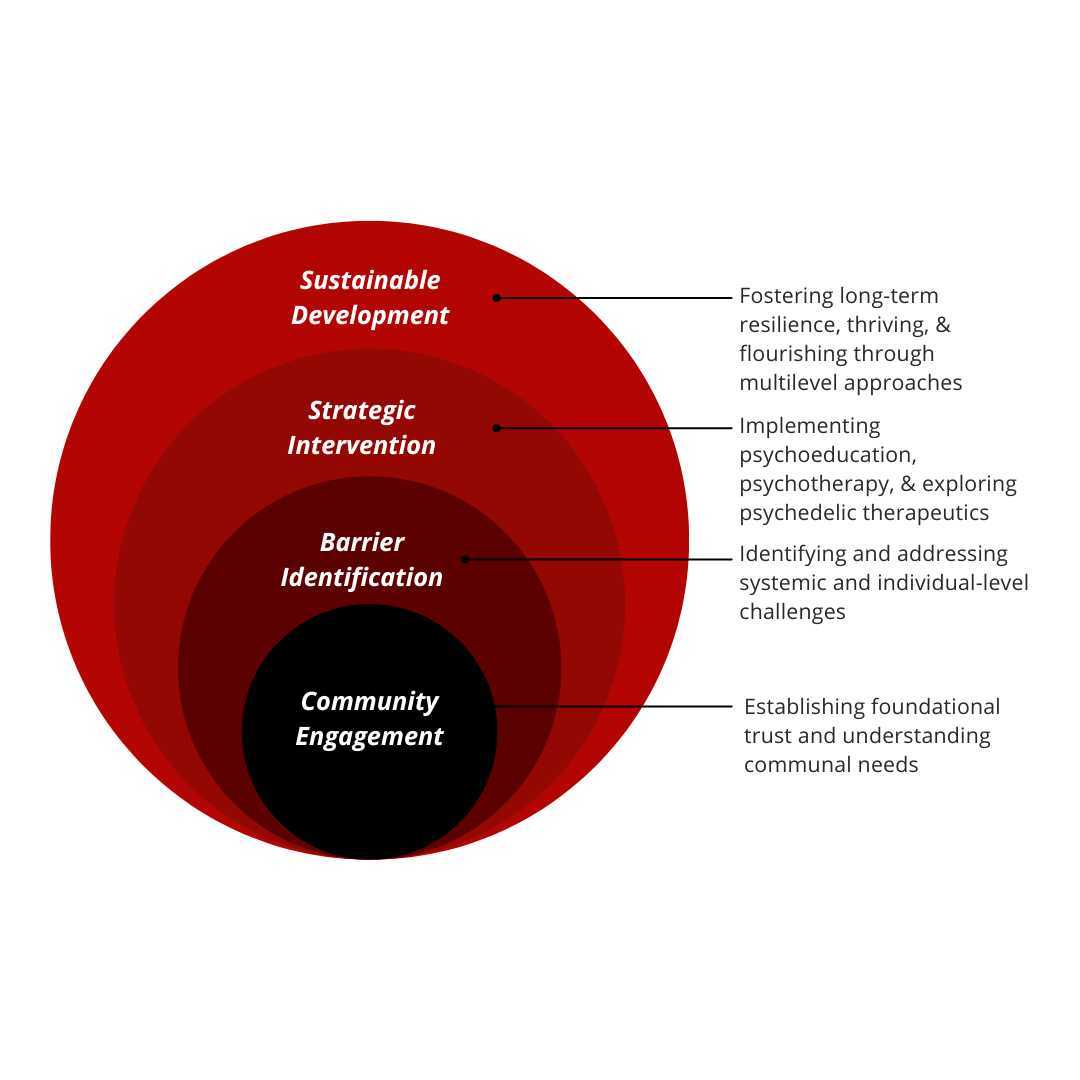 Sustainable
Development
Fostering long-term
resilience, thriving, &
flourishing through
multilevel approaches
Strategic
Intervention
Implementing
psychoeducation,
psychotherapy, & exploring
psychedelic therapeutics
Barrier
Identification
Identifying and addressing
systemic and individual-level
challenges
Community
Engagement
Establishing foundational
trust and understanding
communal needs